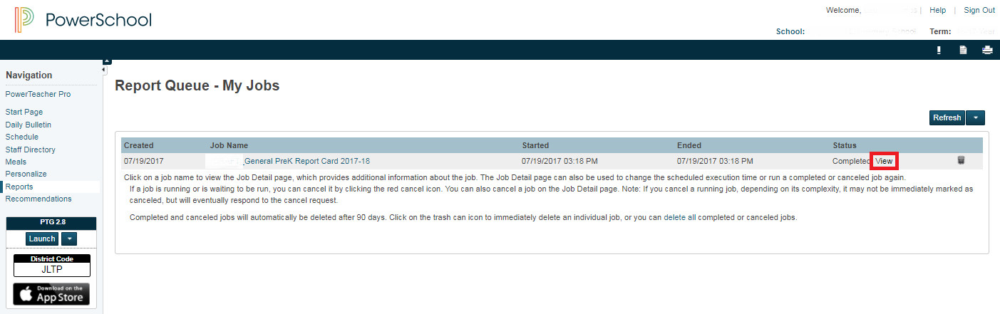 PowerSchool
Welcome, | Help | Sign Out
School: School Term:
Navigation
PowerTeacher Pro
Start Page
Daily Bulletin
Schedule
Staff Directory
Meals
Personalize
Reports
Recommendations
PTG 2.8
Launch
District Code
JLTP
Download on the
App Store
Report Queue - My Jobs
Refresh
Created Job Name Started Ended Status
07/19/2017 _General PreK Report Card 2017-18 07/19/2017 03:18 PM 07/19/2017 03:18 PM Completed View
Click on a job name to view the Job Detail page, which provides additional information about the job. The Job Detail page can also be used to change the scheduled execution time or run a completed or canceled job again.
If a job is running or is waiting to be run, you can cancel it by clicking the red cancel icon. You can also cancel a job on the Job Detail page. Note: If you cancel a running job, depending on its complexity, it may not be immediately marked as
canceled, but will eventually respond to the cancel request.
Completed and canceled jobs will automatically be deleted after 90 days. Click on the trash can icon to immediately delete an individual job, or you can delete all completed or canceled jobs.